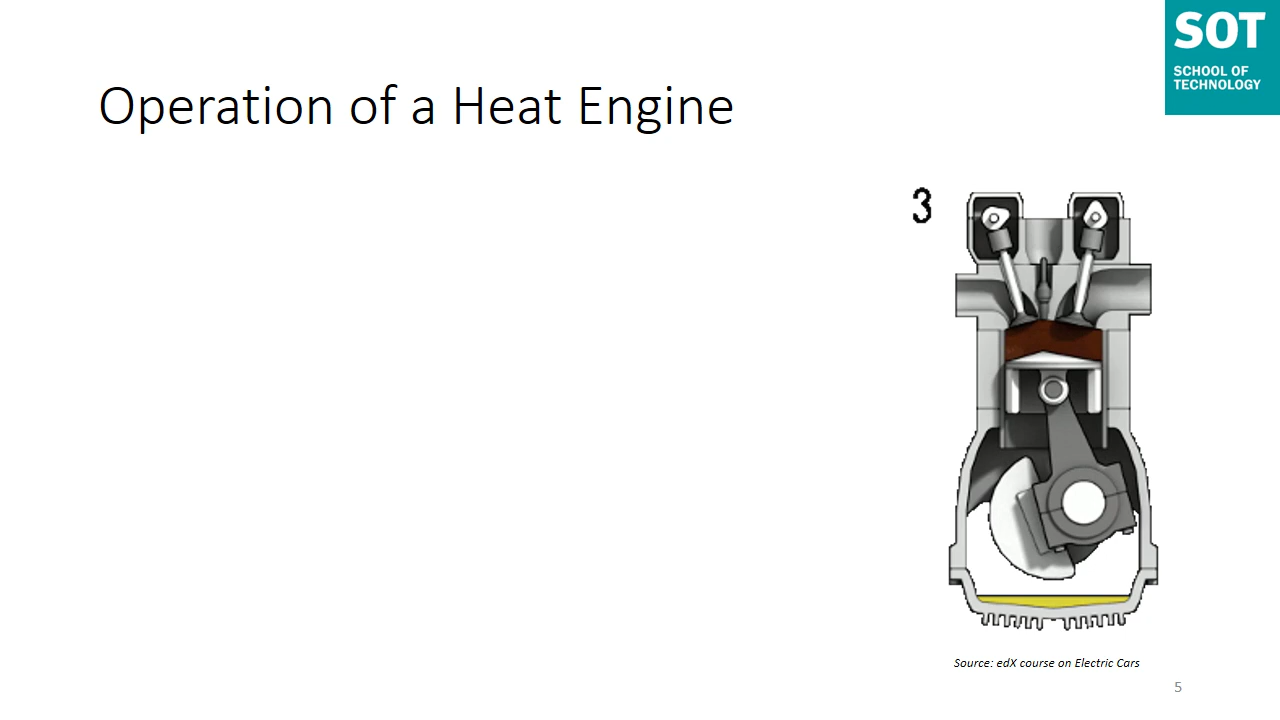 SOT
SCHOOL OF
TECHNOLOGY
Operation of a Heat Engine
3
Source: edX course on Electric Cars
5